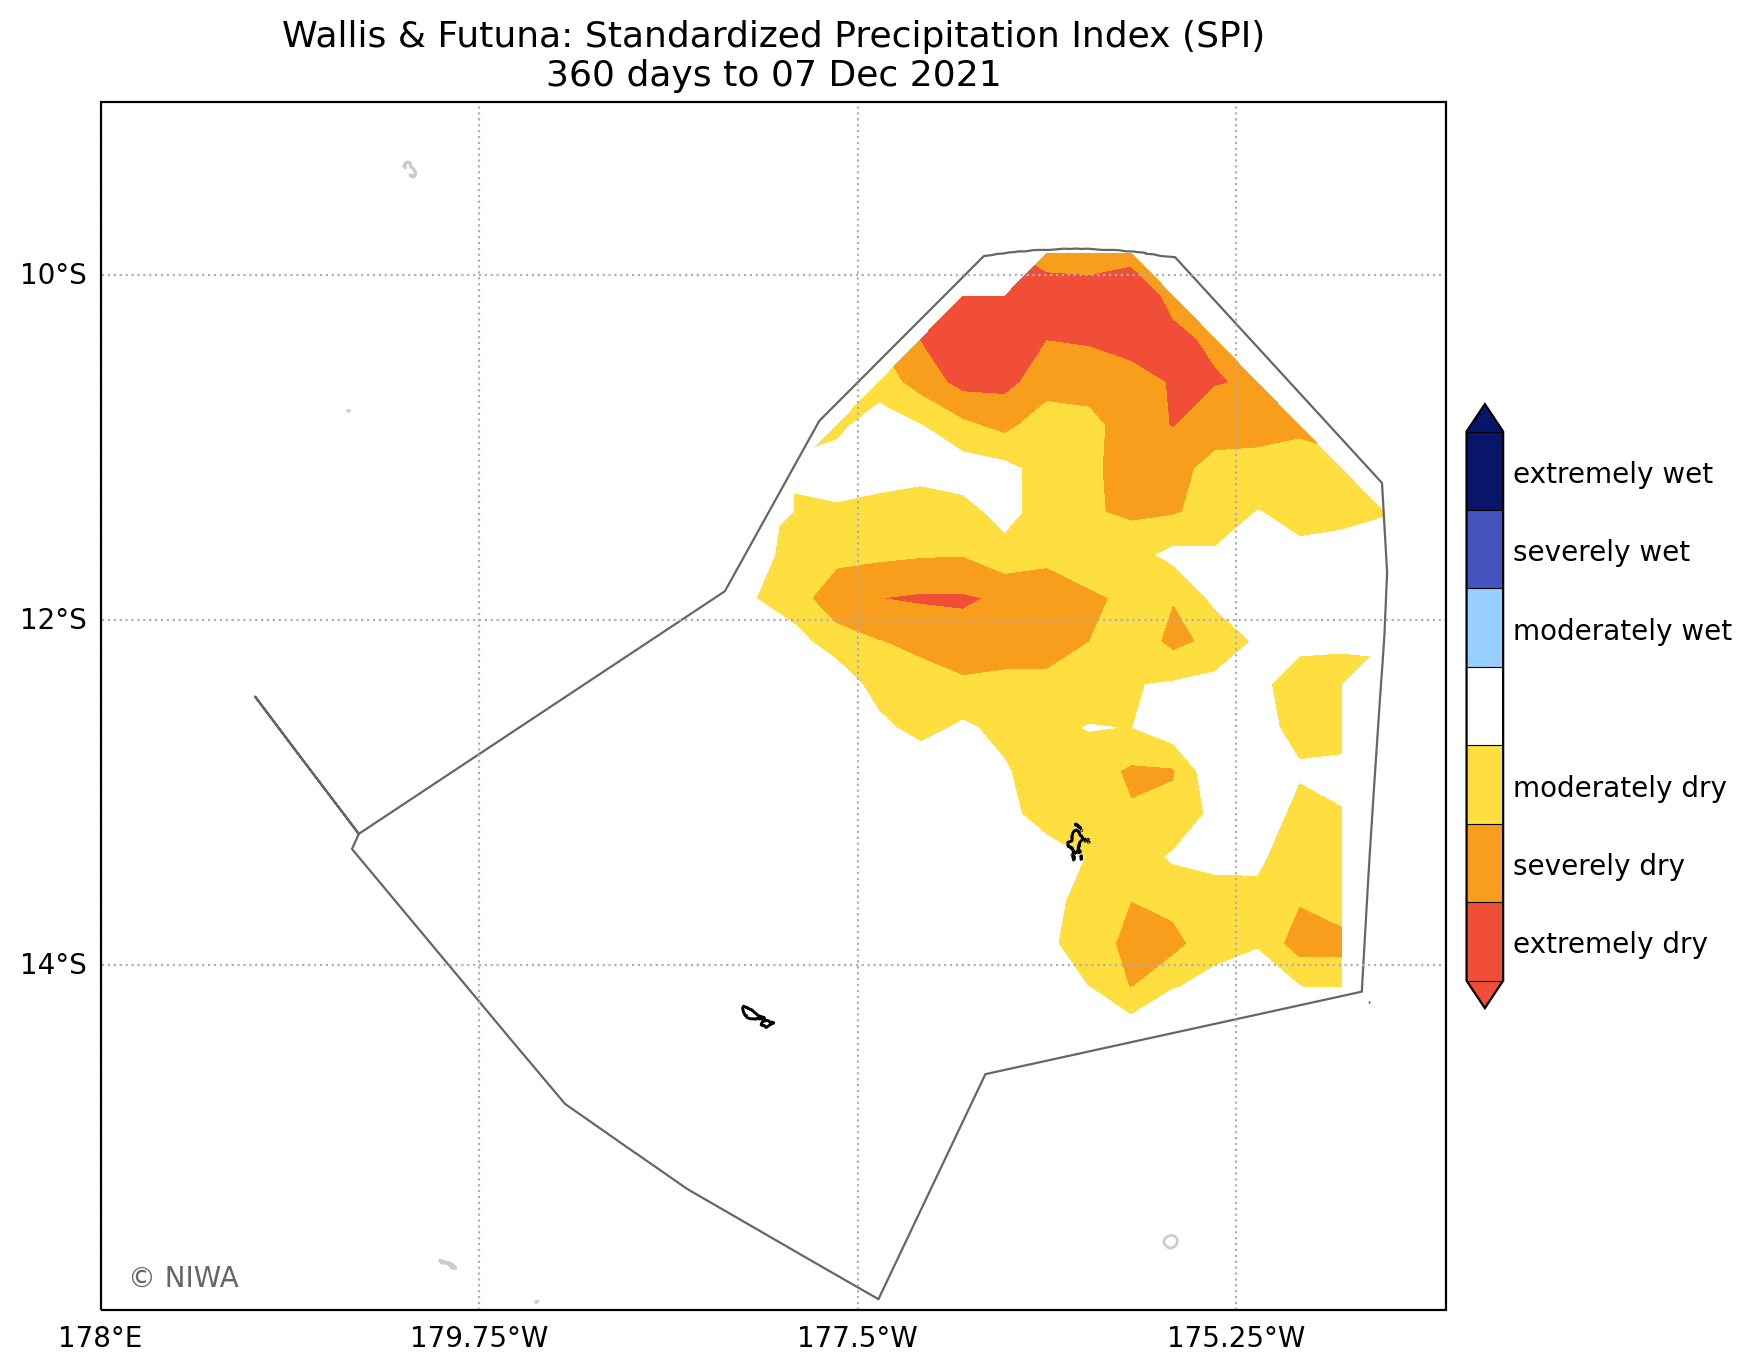 Wallis & Futuna: Standardized Precipitation Index (SPI)
360 days to 07 Dec 2021
10°S
12°S
14°S
178°E
179.75°W
177.5°W
175.25°W
extremely wet
severely wet
moderately wet
moderately dry
severely dry
extremely dry
© NIWA